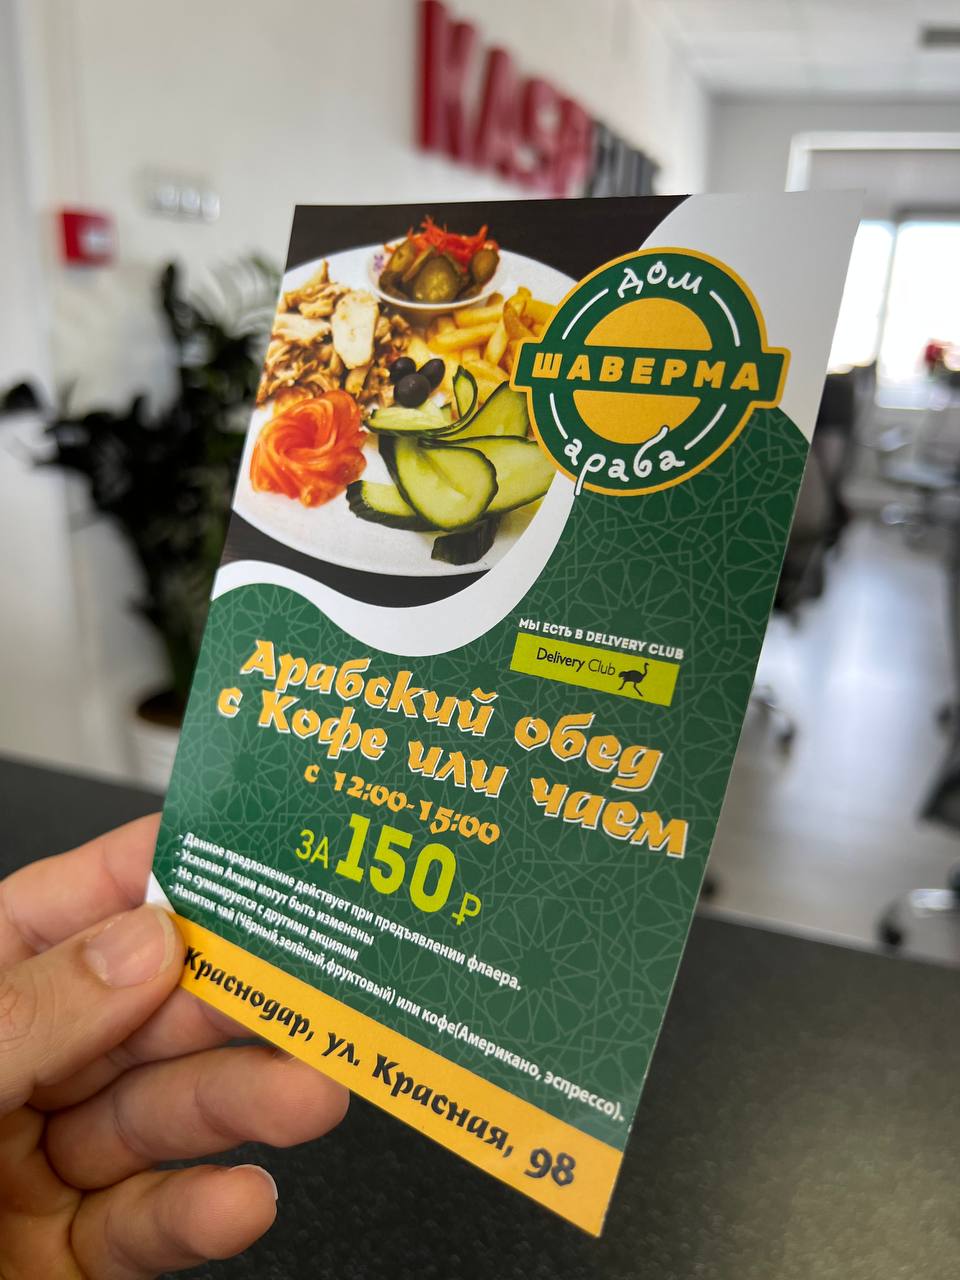 дом
ШАВЕРМА
араба
МЫ ЕСТЬ В DELIVERY CLUB
Delivery Club
Арабский обед
с Кофе или чаем
с 12:00-15:00
ЗА 150 ₽
- Данное предложение действует при предъявлении флаера.
- Условия Акции могут быть изменены
- Не суммируется с другими акциями
- Напиток чай (Чёрный,зелёный,фруктовый) или кофе(Американо, эспрессо).
Краснодар, ул. Красная, 98